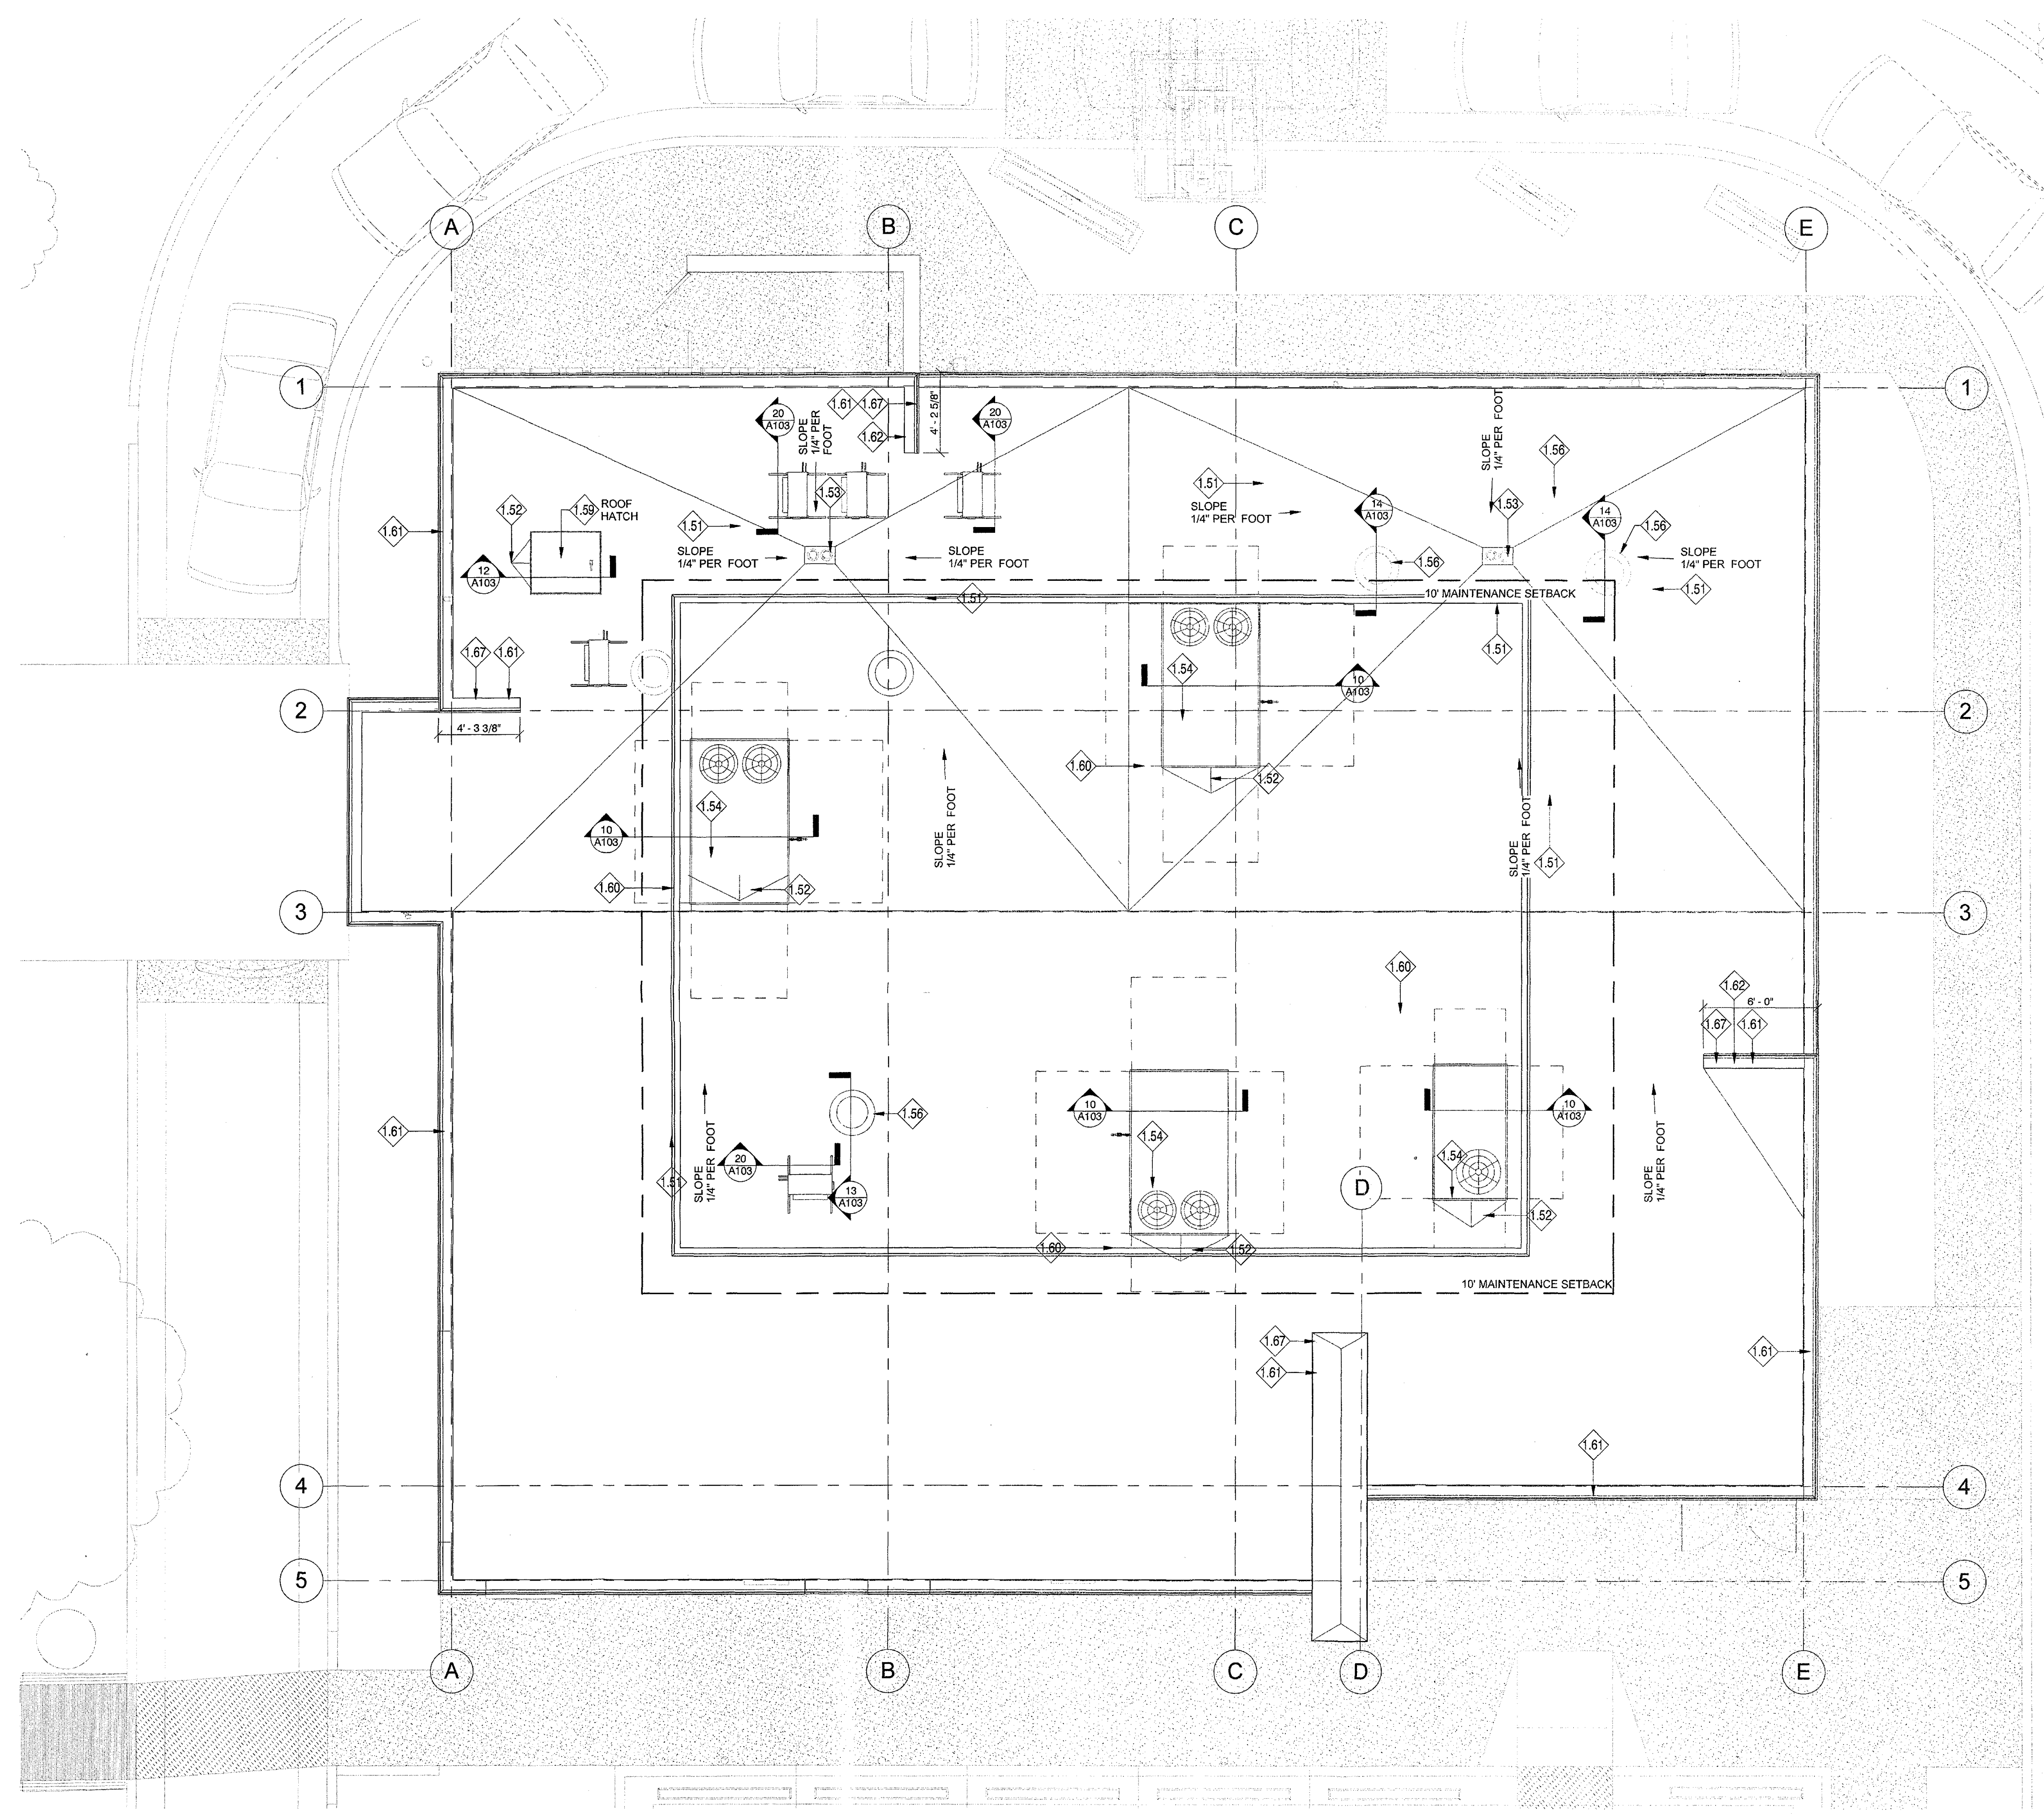 A
B
C
E
1
1
1.61
1.67
4' - 2 5/8"
20
A103
SLOPE
1/4" PER
FOOT
1.62
20
A103
SLOPE
1/4" PER FOOT
1.56
1.51
SLOPE
1/4" PER FOOT
1.53
1.53
14
A103
14
A103
1.56
1.52
1.59
ROOF
HATCH
1.61
1.51
SLOPE
1/4" PER FOOT
SLOPE
1/4" PER FOOT
SLOPE
1/4" PER FOOT
1.56
12
A103
1.51
1.51
10' MAINTENANCE SETBACK
1.67
1.61
1.51
1.54
10
A103
2
2
4' - 3 3/8"
1.60
1.52
1.54
SLOPE
1/4" PER FOOT
SLOPE
1/4" PER FOOT
10
A103
1.51
1.60
1.52
3
3
1.60
1.62
6' - 0"
1.67
1.61
10
A103
10
A103
1.56
1.61
SLOPE
1/4" PER FOOT
1.54
SLOPE
1/4" PER FOOT
20
A103
1.54
1.51
13
A103
D
1.52
1.60
1.52
10' MAINTENANCE SETBACK
1.67
1.61
1.61
1.61
4
4
5
5
A
B
C
D
E